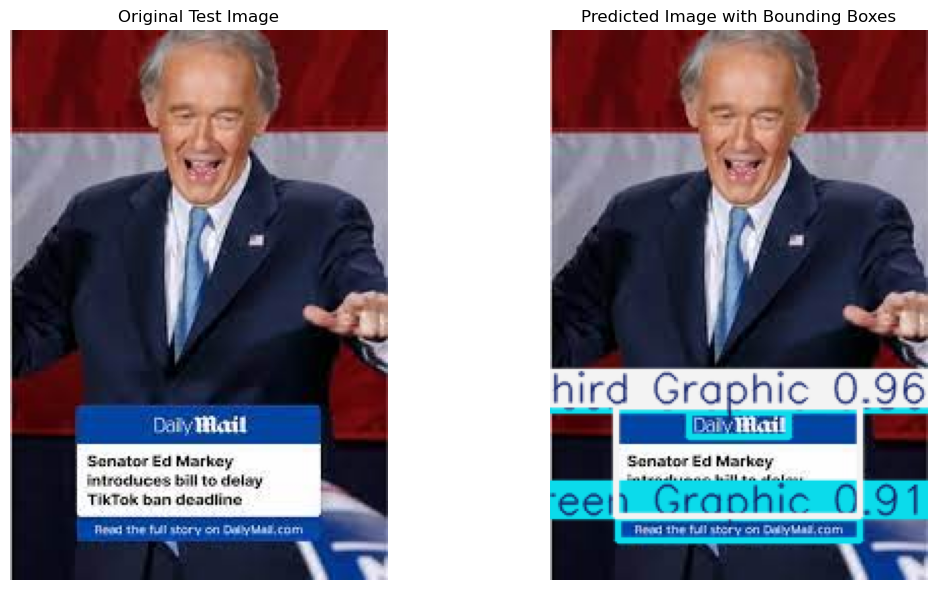 Original Test Image
Daily Mail
Senator Ed Markey
introduces bill to delay
TikTok ban deadline
Read the full story on DailyMail.com
Predicted Image with Bounding Boxes
hird Graphic 0.96
Daily Mail
Senator Ed Markey
introduces bill to delay
reen Graphic 0.91
Read the full story on DailyMail.com